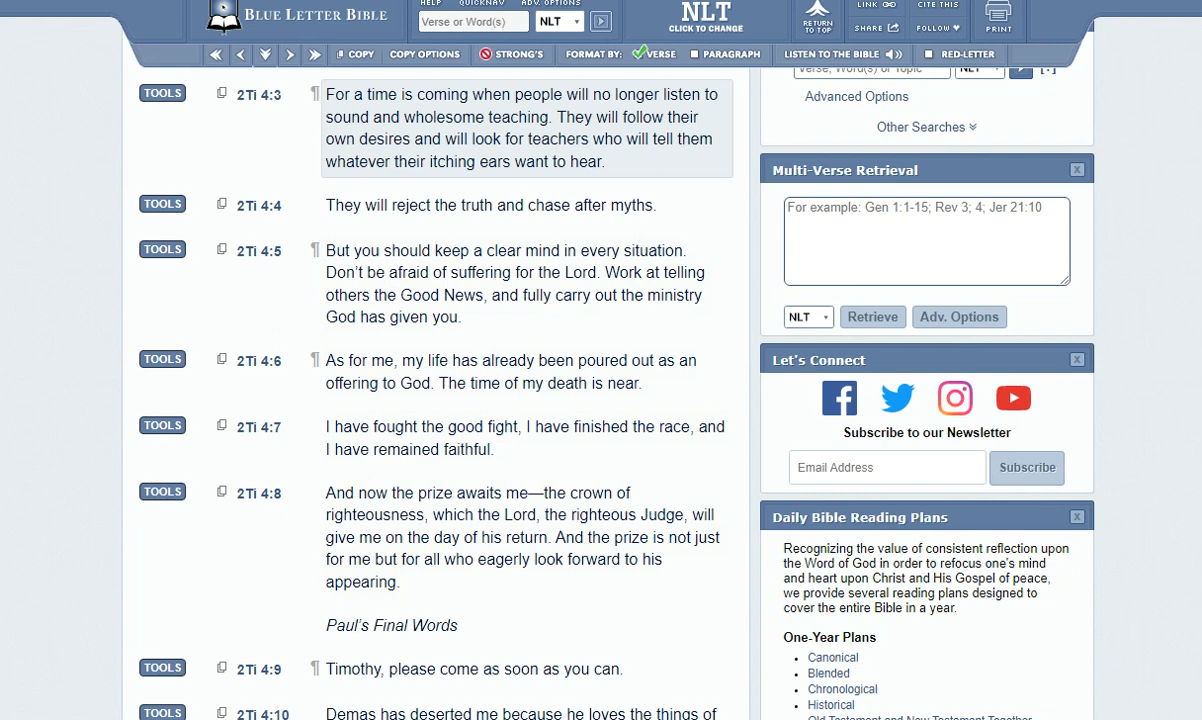 HELP QUICKNAV ADV. OPTIONS
BLUE LETTER BIBLE
Verse or Word(s)
NLT
NLT
CLICK TO CHANGE
RETURN
TO TOP
LINK
CITE THIS
SHARE
FOLLOW
PRINT
COPY
COPY OPTIONS
STRONG'S
FORMAT BY:
VERSE
PARAGRAPH
LISTEN TO THE BIBLE
RED-LETTER
TOOLS
2Ti 4:3
¶ For a time is coming when people will no longer listen to
sound and wholesome teaching. They will follow their
own desires and will look for teachers who will tell them
whatever their itching ears want to hear.
TOOLS
2Ti 4:4
They will reject the truth and chase after myths.
TOOLS
2Ti 4:5
¶ But you should keep a clear mind in every situation.
Don't be afraid of suffering for the Lord. Work at telling
others the Good News, and fully carry out the ministry
God has given you.
TOOLS
2Ti 4:6
¶ As for me, my life has already been poured out as an
offering to God. The time of my death is near.
TOOLS
2Ti 4:7
I have fought the good fight, I have finished the race, and
I have remained faithful.
TOOLS
2Ti 4:8
And now the prize awaits me—the crown of
righteousness, which the Lord, the righteous Judge, will
give me on the day of his return. And the prize is not just
for me but for all who eagerly look forward to his
appearing.
Paul's Final Words
TOOLS
2Ti 4:9
¶ Timothy, please come as soon as you can.
TOOLS
2Ti 4:10
Demas has deserted me because he loves the things of
Verse, Word(s) or Topic
NLT
Advanced Options
Other Searches
Multi-Verse Retrieval
For example: Gen 1:1-15; Rev 3; 4; Jer 21:10
NLT
Retrieve
Adv. Options
Let's Connect
Subscribe to our Newsletter
Email Address
Subscribe
Daily Bible Reading Plans
Recognizing the value of consistent reflection upon
the Word of God in order to refocus one's mind
and heart upon Christ and His Gospel of peace,
we provide several reading plans designed to
cover the entire Bible in a year.
One-Year Plans
Canonical
Blended
Chronological
Historical
Old Testament and New Testament Together